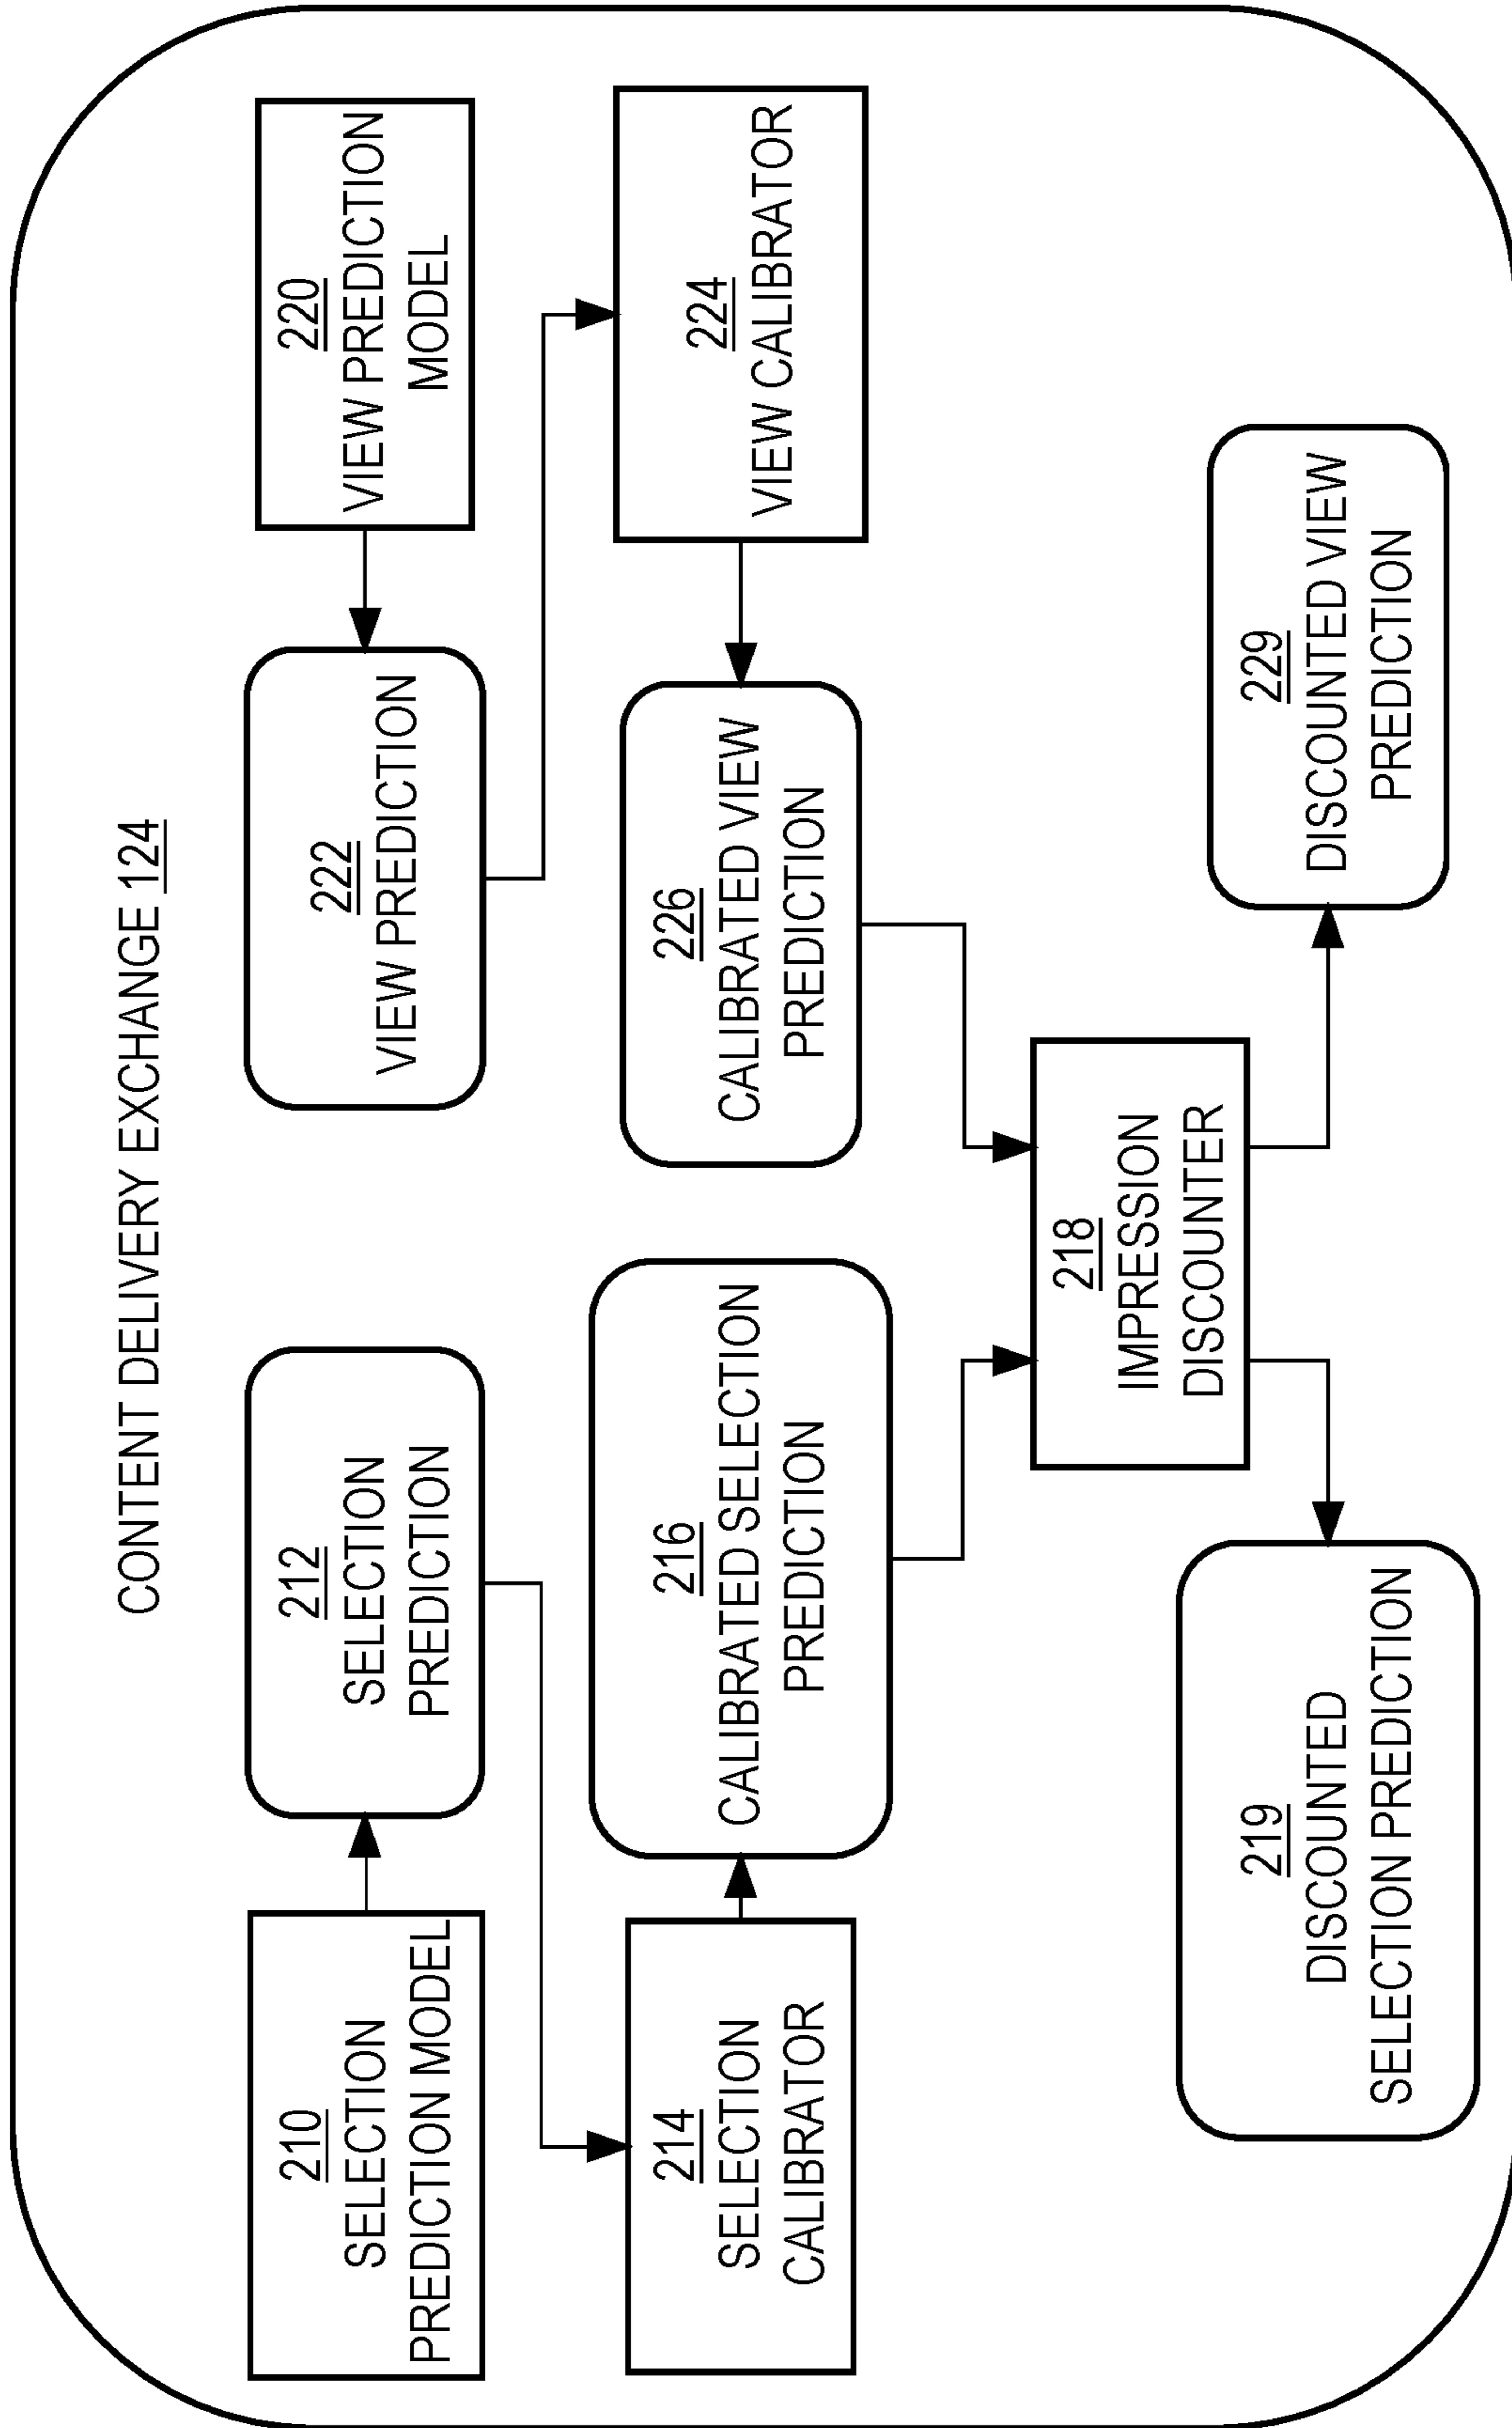 CONTENT DELIVERY EXCHANGE 124
210
SELECTION
PREDICTION MODEL
212
SELECTION
PREDICTION
222
VIEW PREDICTION
220
VIEW PREDICTION
MODEL
214
SELECTION
CALIBRATOR
216
CALIBRATED SELECTION
PREDICTION
226
CALIBRATED VIEW
PREDICTION
224
VIEW CALIBRATOR
218
IMPRESSION
DISCOUNTER
219
DISCOUNTED
SELECTION PREDICTION
229
DISCOUNTED VIEW
PREDICTION